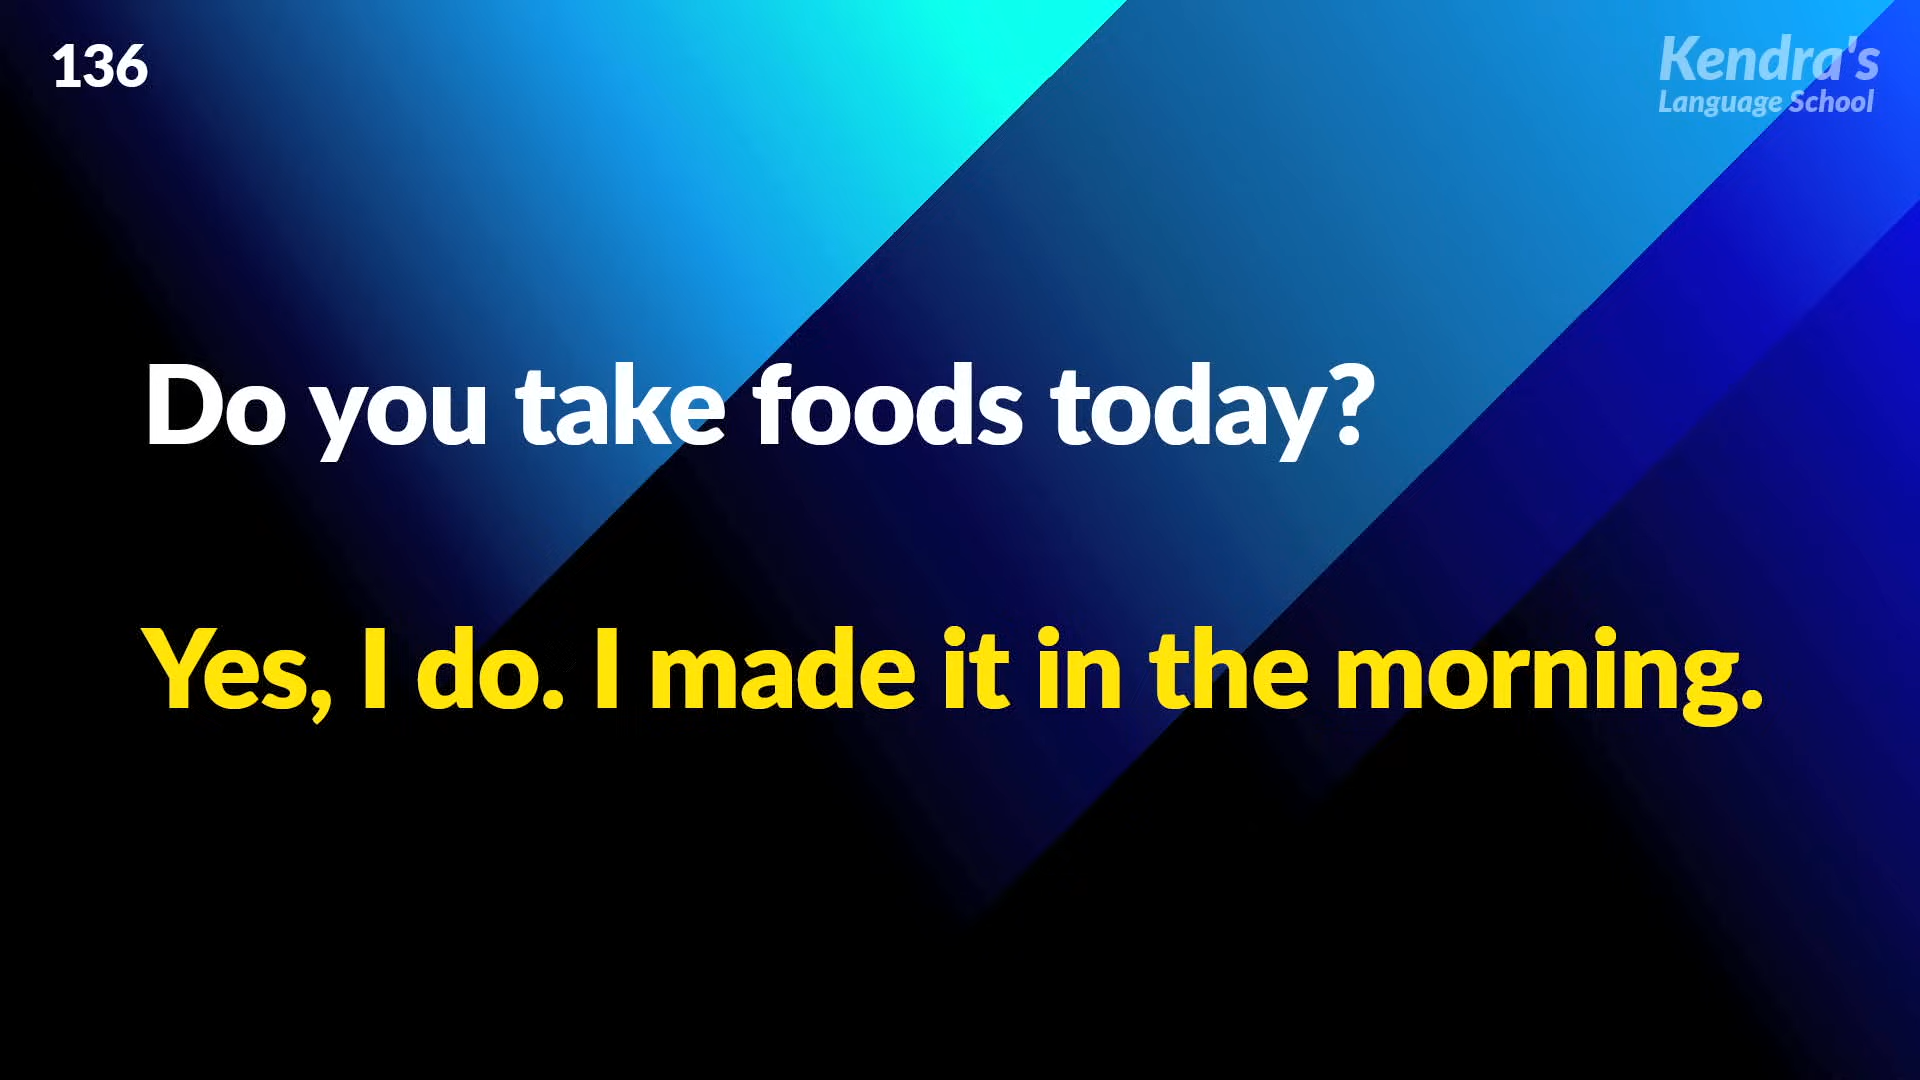 136
Kendra's
Language School
Do you take foods today?
Yes, I do. I made it in the morning.